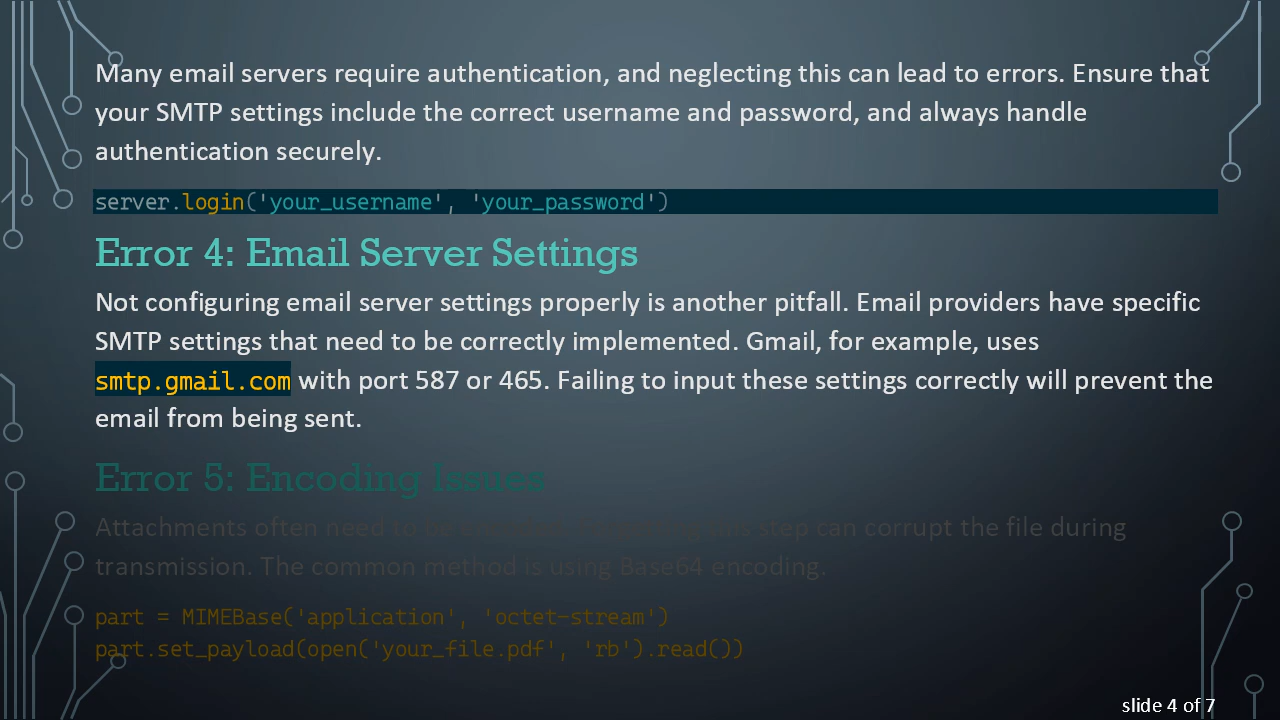 Many email servers require authentication, and neglecting this can lead to errors. Ensure that
your SMTP settings include the correct username and password, and always handle
authentication securely.
server.login('your_username', 'your_password')
Error 4: Email Server Settings
Not configuring email server settings properly is another pitfall. Email providers have specific
SMTP settings that need to be correctly implemented. Gmail, for example, uses
smtp.gmail.com with port 587 or 465. Failing to input these settings correctly will prevent the
email from being sent.
Error 5: Encoding Issues
Attachments often need to be this step can corrupt the file during
transmission. The common method is using Base64 encoding.
part = MIMEBase('application', 'octet-stream')
part.set_payload(open('your_file.pdf', 'rb').read())
slide 4 of 7